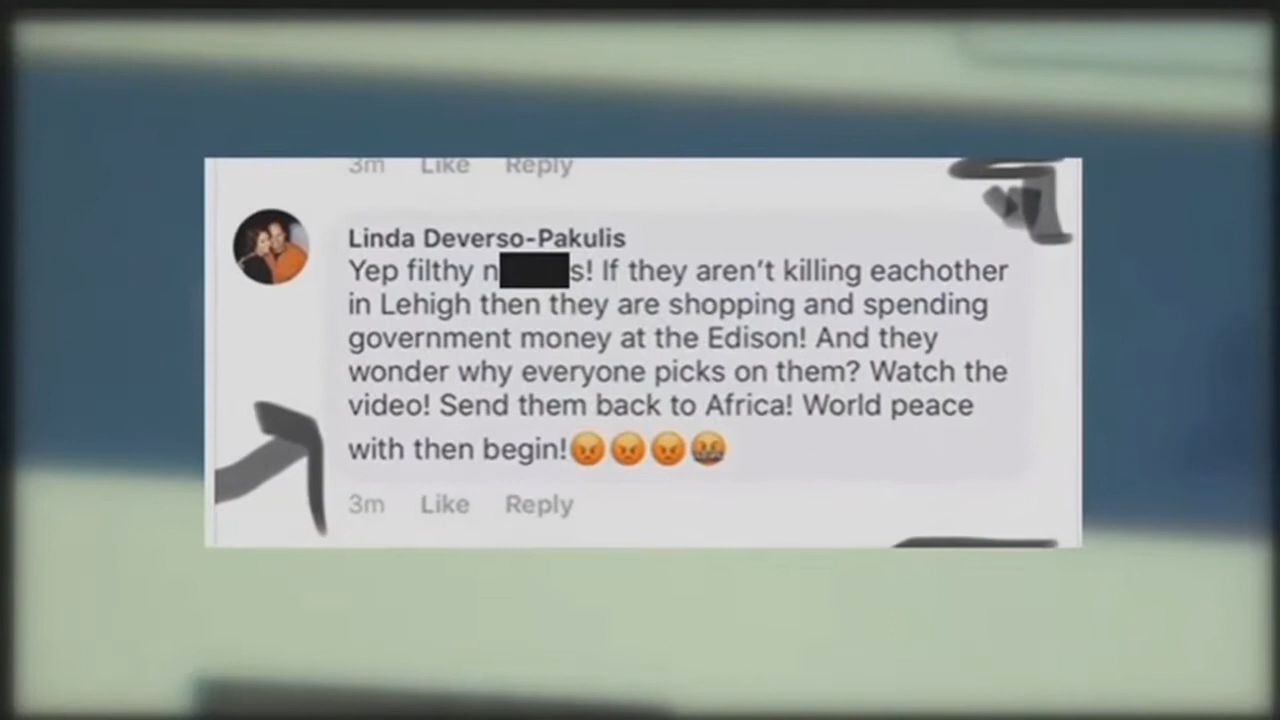 3m Like Reply
Linda Deverso-Pakulis
Yep filthy n s! If they aren't killing eachother
in Lehigh then they are shopping and spending
government money at the Edison! And they
wonder why everyone picks on them? Watch the
video! Send them back to Africa! World peace
with then begin!😡😡😡🤬
3m Like Reply